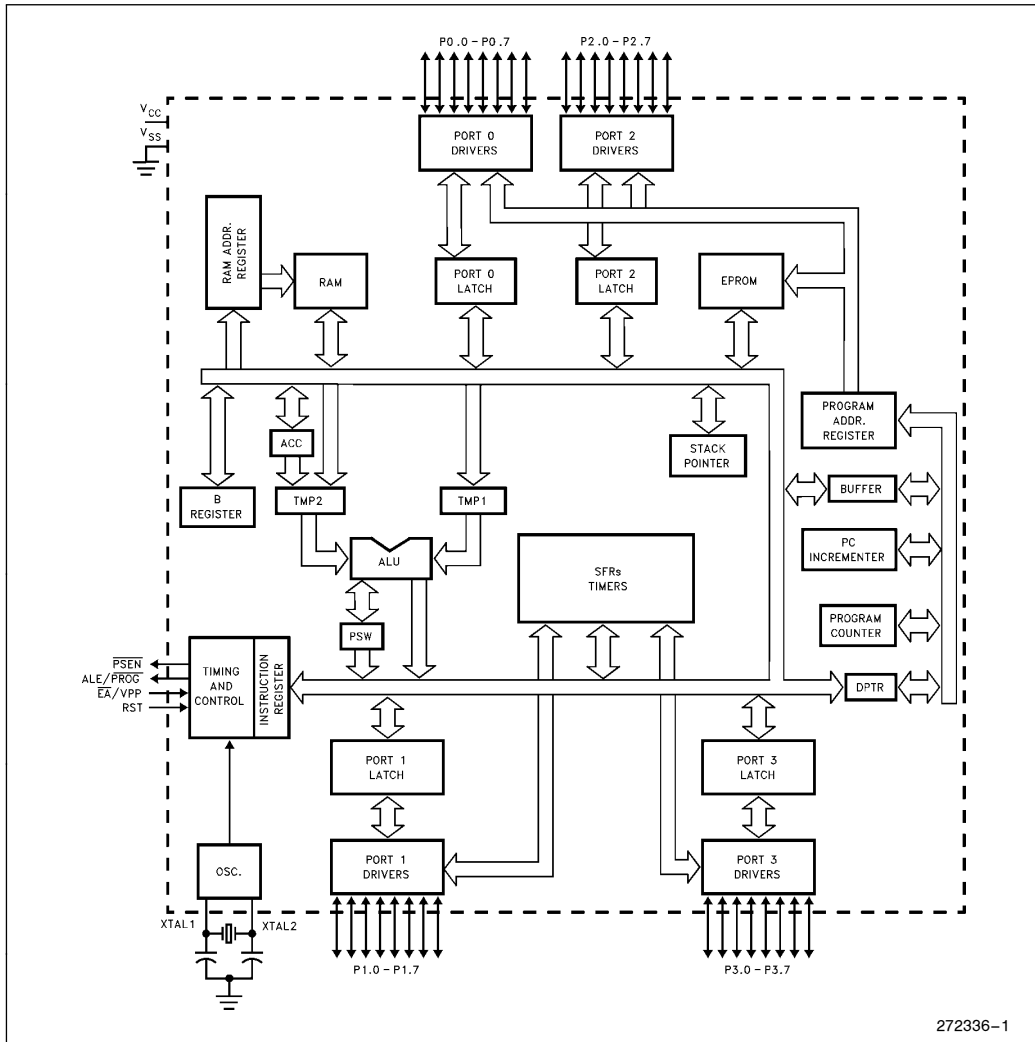 P0.0–P0.7
P2.0–P2.7
VCC
VSS
PORT 0
DRIVERS
PORT 2
DRIVERS
RAM ADDR.
REGISTER
RAM
PORT 0
LATCH
PORT 2
LATCH
EPROM
PROGRAM
ADDR.
REGISTER
ACC
STACK
POINTER
B
REGISTER
TMP2
TMP1
BUFFER
ALU
PC
INCREMENTER
SFRs
TIMERS
PSW
PROGRAM
COUNTER
PSEN
ALE/PROG
EA/VPP
RST
TIMING
AND
CONTROL
INSTRUCTION
REGISTER
DPTR
PORT 1
LATCH
PORT 3
LATCH
OSC.
PORT 1
DRIVERS
PORT 3
DRIVERS
XTAL1
XTAL2
P1.0–P1.7
P3.0–P3.7
272336–1